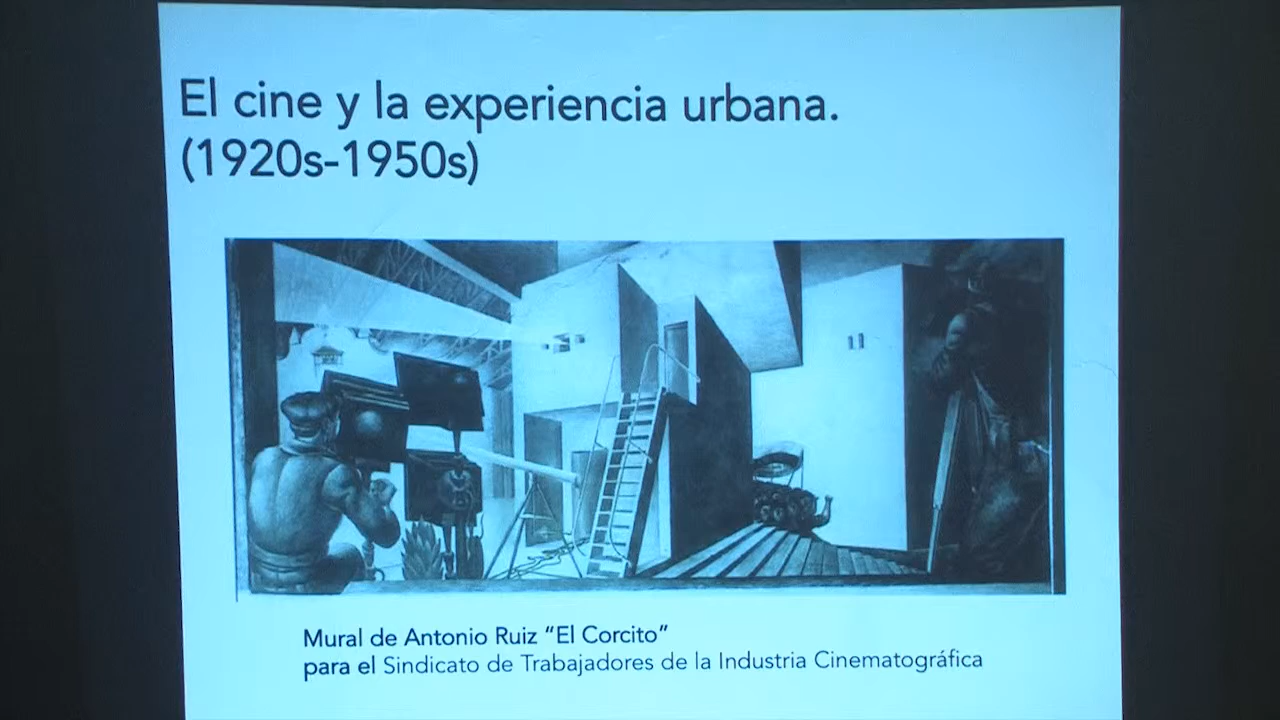 El cine y la experiencia urbana.
(1920s-1950s)
Mural de Antonio Ruiz “El Corcito”
para el Sindicato de Trabajadores de la Industria Cinematográfica